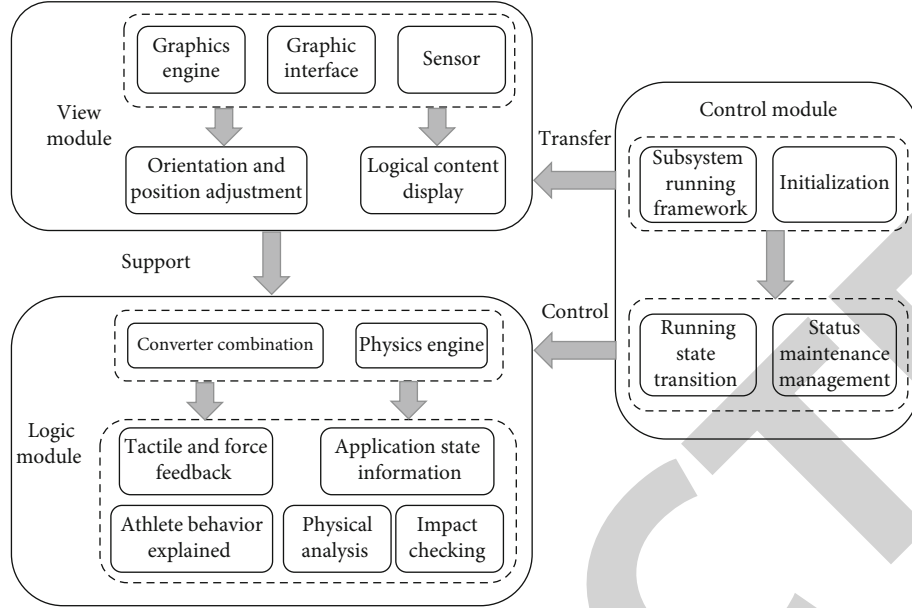 Graphics
engine
Graphic
interface
Sensor
View
module
Orientation and
position adjustment
Logical content
display
Transfer
Control module
Subsystem
running
framework
Initialization
Support
Control
Running
state
transition
Status
maintenance
management
Converter combination
Physics engine
Logic
module
Tactile and force
feedback
Application state
information
Athlete behavior
explained
Physical
analysis
Impact
checking